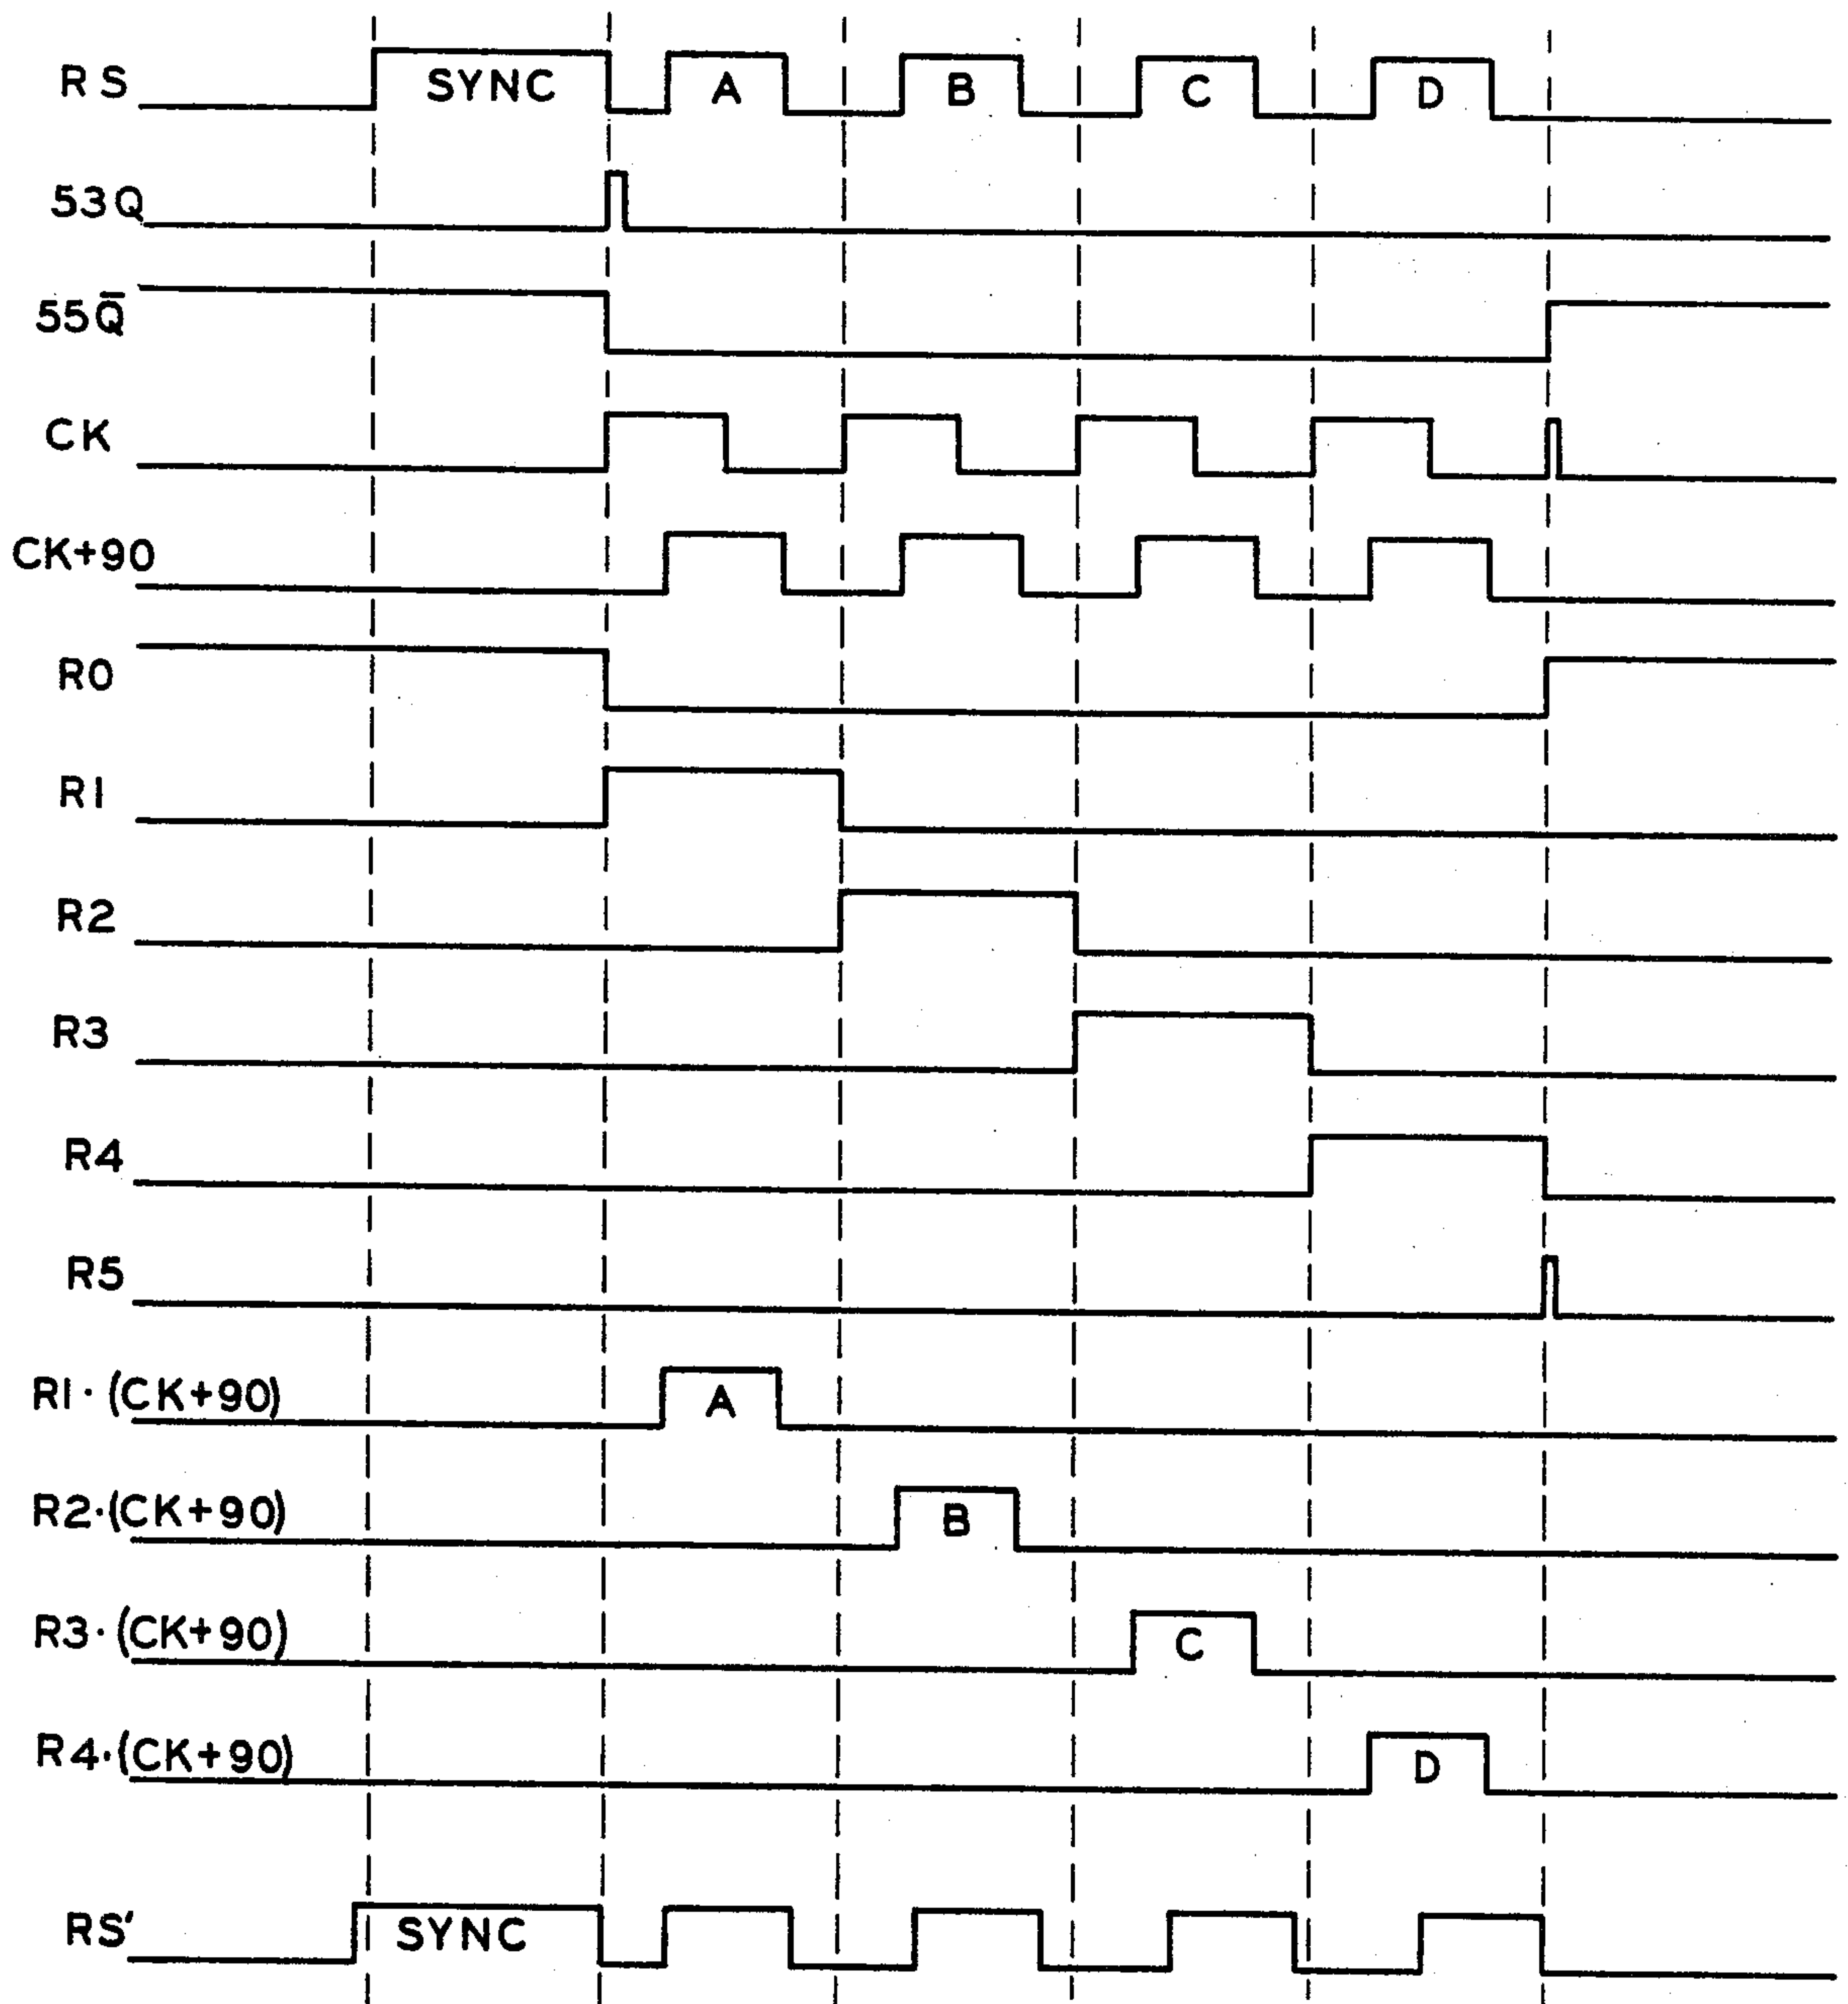 RS SYNC A B C D
53Q
55Q̅
CK
CK+90
R0
R1
R2
R3
R4
R5
R1·(CK+90) A
R2·(CK+90) B
R3·(CK+90) C
R4·(CK+90) D
RS' SYNC